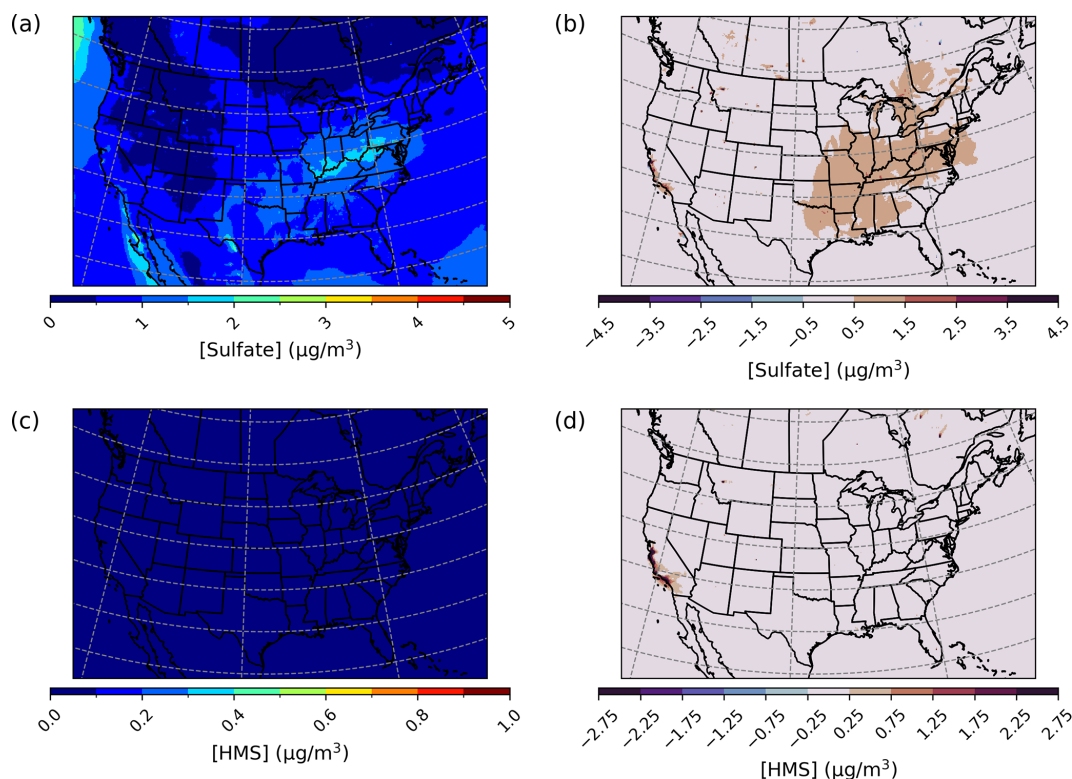 (a)
(b)
0 1 2 3 4 5
[Sulfate] (μg/m³)
−4.5 −3.5 −2.5 −1.5 −0.5 0.5 1.5 2.5 3.5 4.5
[Sulfate] (μg/m³)
(c)
(d)
0.0 0.2 0.4 0.6 0.8 1.0
[HMS] (μg/m³)
−2.75 −2.25 −1.75 −1.25 −0.75 −0.25 0.25 0.75 1.25 1.75 2.25 2.75
[HMS] (μg/m³)